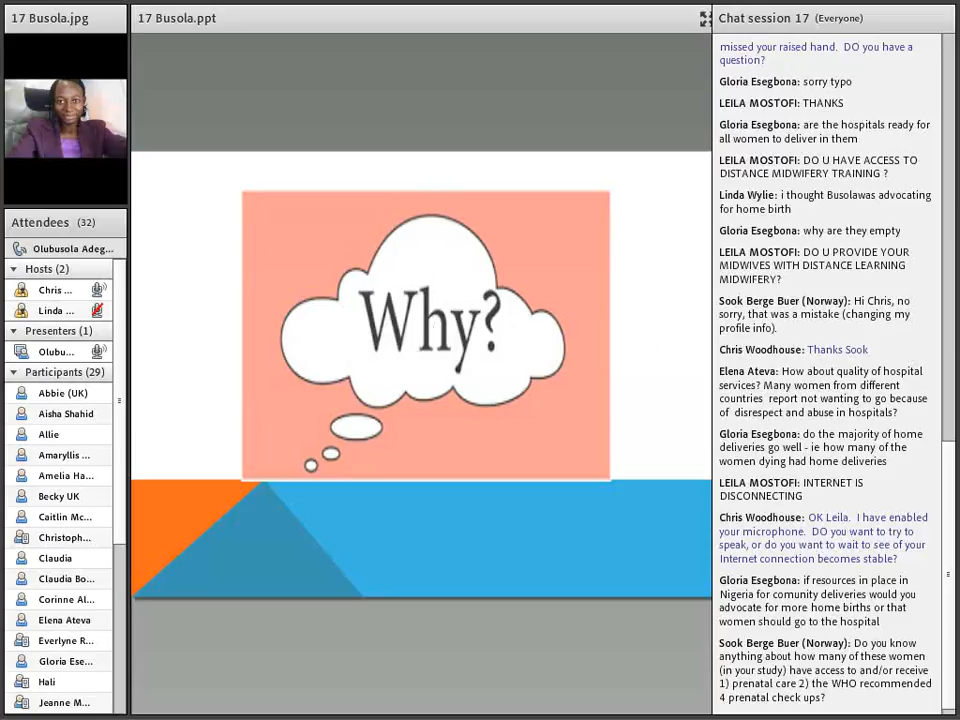 17 Busola.jpg
17 Busola.ppt
Chat session 17 (Everyone)
Attendees (32)
Olubusola Adeg...
Hosts (2)
Chris ...
Linda ...
Presenters (1)
Olubu...
Participants (29)
Abbie (UK)
Aisha Shahid
Allie
Amaryllis ...
Amelia Ha...
Becky UK
Caitlin Mc...
Christoph...
Claudia
Claudia Bo...
Corinne Al...
Elena Ateva
Everlyne R...
Gloria Ese...
Hali
Jeanne M...
Why?
missed your raised hand. DO you have a
question?
Gloria Esegbona: sorry typo
LEILA MOSTOFI: THANKS
Gloria Esegbona: are the hospitals ready for
all women to deliver in them
LEILA MOSTOFI: DO U HAVE ACCESS TO
DISTANCE MIDWIFERY TRAINING ?
Linda Wylie: i thought Busolawas advocating
for home birth
Gloria Esegbona: why are they empty
LEILA MOSTOFI: DO U PROVIDE YOUR
MIDWIVES WITH DISTANCE LEARNING
MIDWIFERY?
Sook Berge Buer (Norway): Hi Chris, no
sorry, that was a mistake (changing my
profile info).
Chris Woodhouse: Thanks Sook
Elena Ateva: How about quality of hospital
services? Many women from different
countries report not wanting to go because
of disrespect and abuse in hospitals?
Gloria Esegbona: do the majority of home
deliveries go well - ie how many of the
women dying had home deliveries
LEILA MOSTOFI: INTERNET IS
DISCONNECTING
Chris Woodhouse: OK Leila. I have enabled
your microphone. DO you want to try to
speak, or do you want to wait to see of your
Internet connection becomes stable?
Gloria Esegbona: if resources in place in
Nigeria for comunity deliveries would you
advocate for more home births or that
women should go to the hospital
Sook Berge Buer (Norway): Do you know
anything about how many of these women
(in your study) have access to and/or receive
1) prenatal care 2) the WHO recommended
4 prenatal check ups?